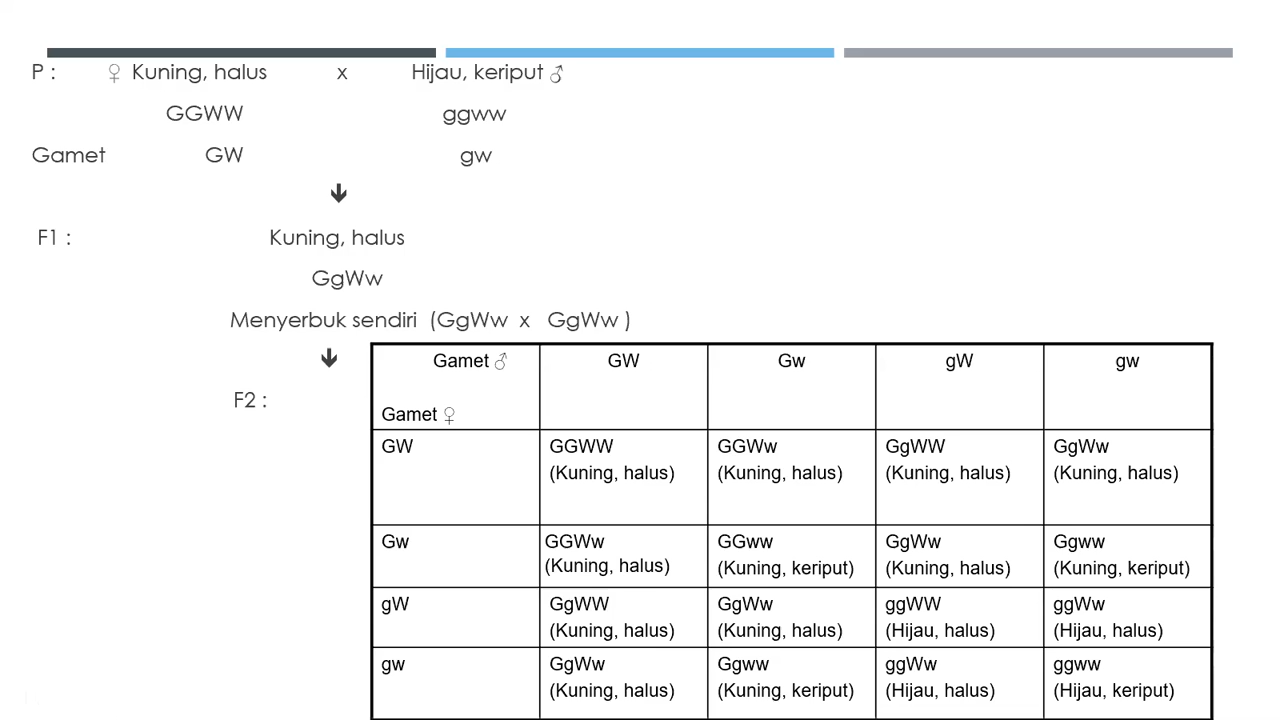 P : ♀ Kuning, halus x Hijau, keriput ♂
GGWW ggww
Gamet GW gw
🡻
F1 : Kuning, halus
GgWw
Menyerbuk sendiri (GgWw x GgWw )
🡻
F2 :
Gamet ♂ GW Gw gW gw
Gamet ♀
GW GGWW GGWw GgWW GgWw
(Kuning, halus) (Kuning, halus) (Kuning, halus) (Kuning, halus)
Gw GGWw GGww GgWw Ggww
(Kuning, halus) (Kuning, keriput) (Kuning, halus) (Kuning, keriput)
gW GgWW GgWw ggWW ggWw
(Kuning, halus) (Kuning, halus) (Hijau, halus) (Hijau, halus)
gw GgWw Ggww ggWw ggww
(Kuning, halus) (Kuning, keriput) (Hijau, halus) (Hijau, keriput)